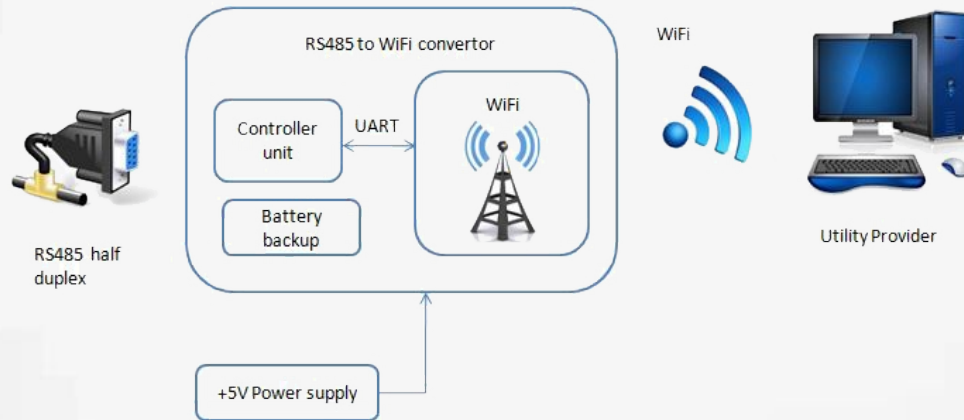 RS485 to WiFi convertor
WiFi
WiFi
Controller
unit
UART
Battery
backup
RS485 half
duplex
Utility Provider
+5V Power supply